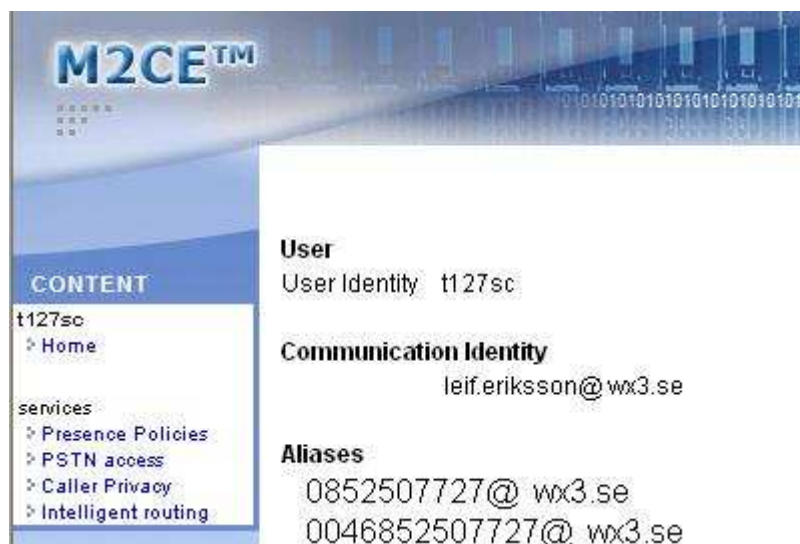 M2CE™
10101010101010101010101
CONTENT
t127sc
Home
services
Presence Policies
PSTN access
Caller Privacy
Intelligent routing
User
User Identity t127sc
Communication Identity
leif.eriksson@wx3.se
Aliases
0852507727@ wx3.se
0046852507727@ wx3.se